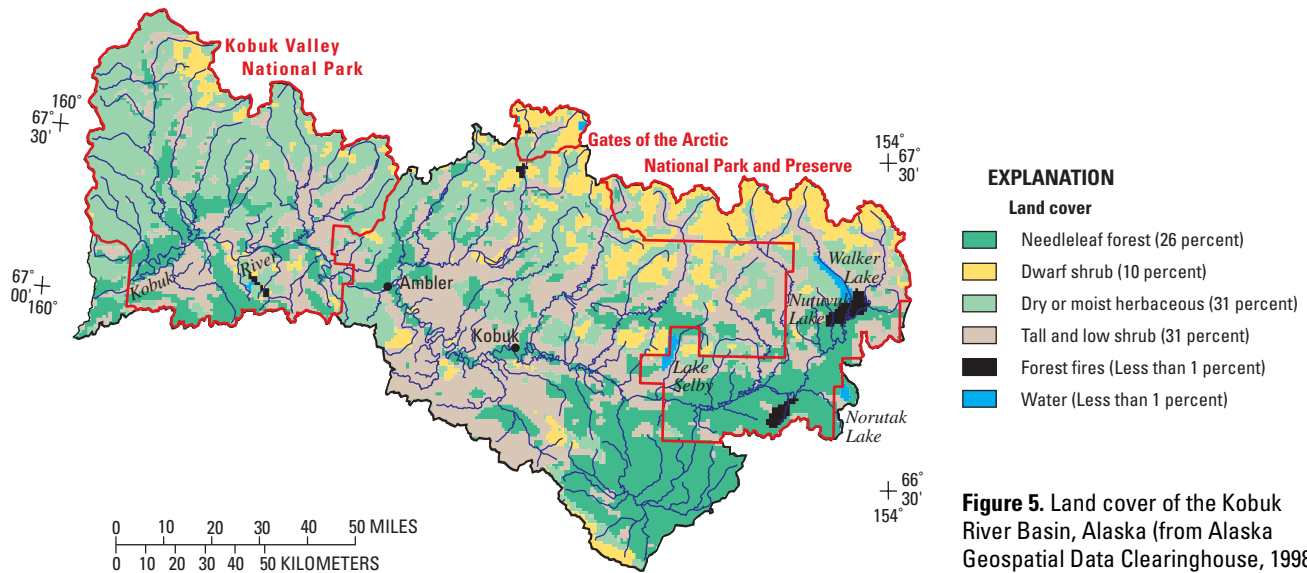 Kobuk Valley
National Park
160°
67°
30'
Gates of the Arctic
National Park and Preserve
154°
67°
30'
67°
00'
160°
Kobuk
River
Ambler
Kobuk
Walker
Lake
Nutuvuk
Lake
Lake
Selby
Norutak
Lake
66°
30'
154°
0 10 20 30 40 50 MILES
0 10 20 30 40 50 KILOMETERS
EXPLANATION
Land cover
Needleleaf forest (26 percent)
Dwarf shrub (10 percent)
Dry or moist herbaceous (31 percent)
Tall and low shrub (31 percent)
Forest fires (Less than 1 percent)
Water (Less than 1 percent)
Figure 5. Land cover of the Kobuk
River Basin, Alaska (from Alaska
Geospatial Data Clearinghouse, 1998